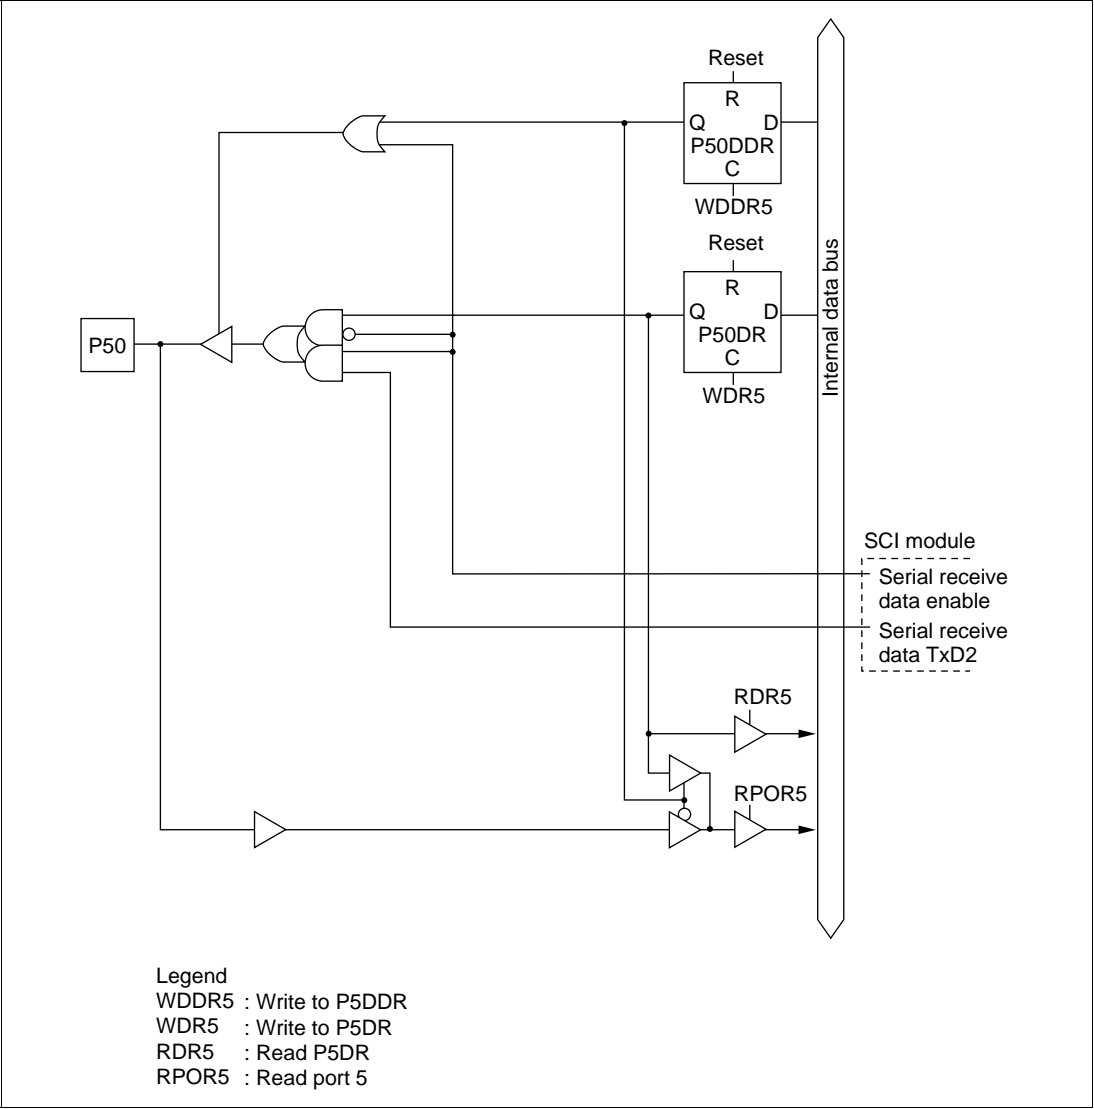 Reset
R
Q D
P50DDR
C
WDDR5
Reset
R
Q D
P50DR
C
WDR5
P50
Internal data bus
SCI module
Serial receive
data enable
Serial receive
data TxD2
RDR5
RPOR5
Legend
WDDR5 : Write to P5DDR
WDR5 : Write to P5DR
RDR5 : Read P5DR
RPOR5 : Read port 5